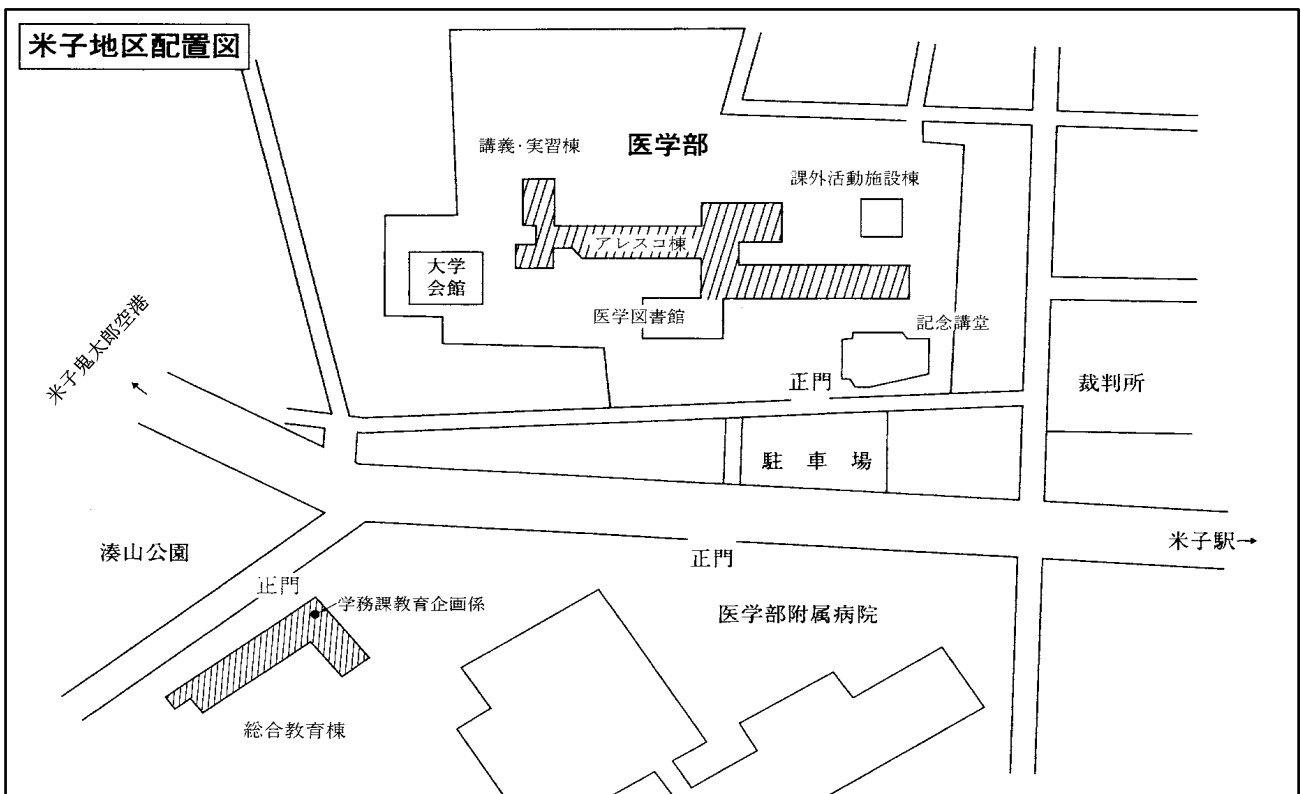 米子地区配置図
講義・実習棟
医学部
課外活動施設棟
アレスコ棟
大学
会館
医学図書館
記念講堂
米子鬼太郎空港
←
正門
裁判所
駐車場
湊山公園
正門
米子駅→
正門
学務課教育企画係
医学部附属病院
総合教育棟